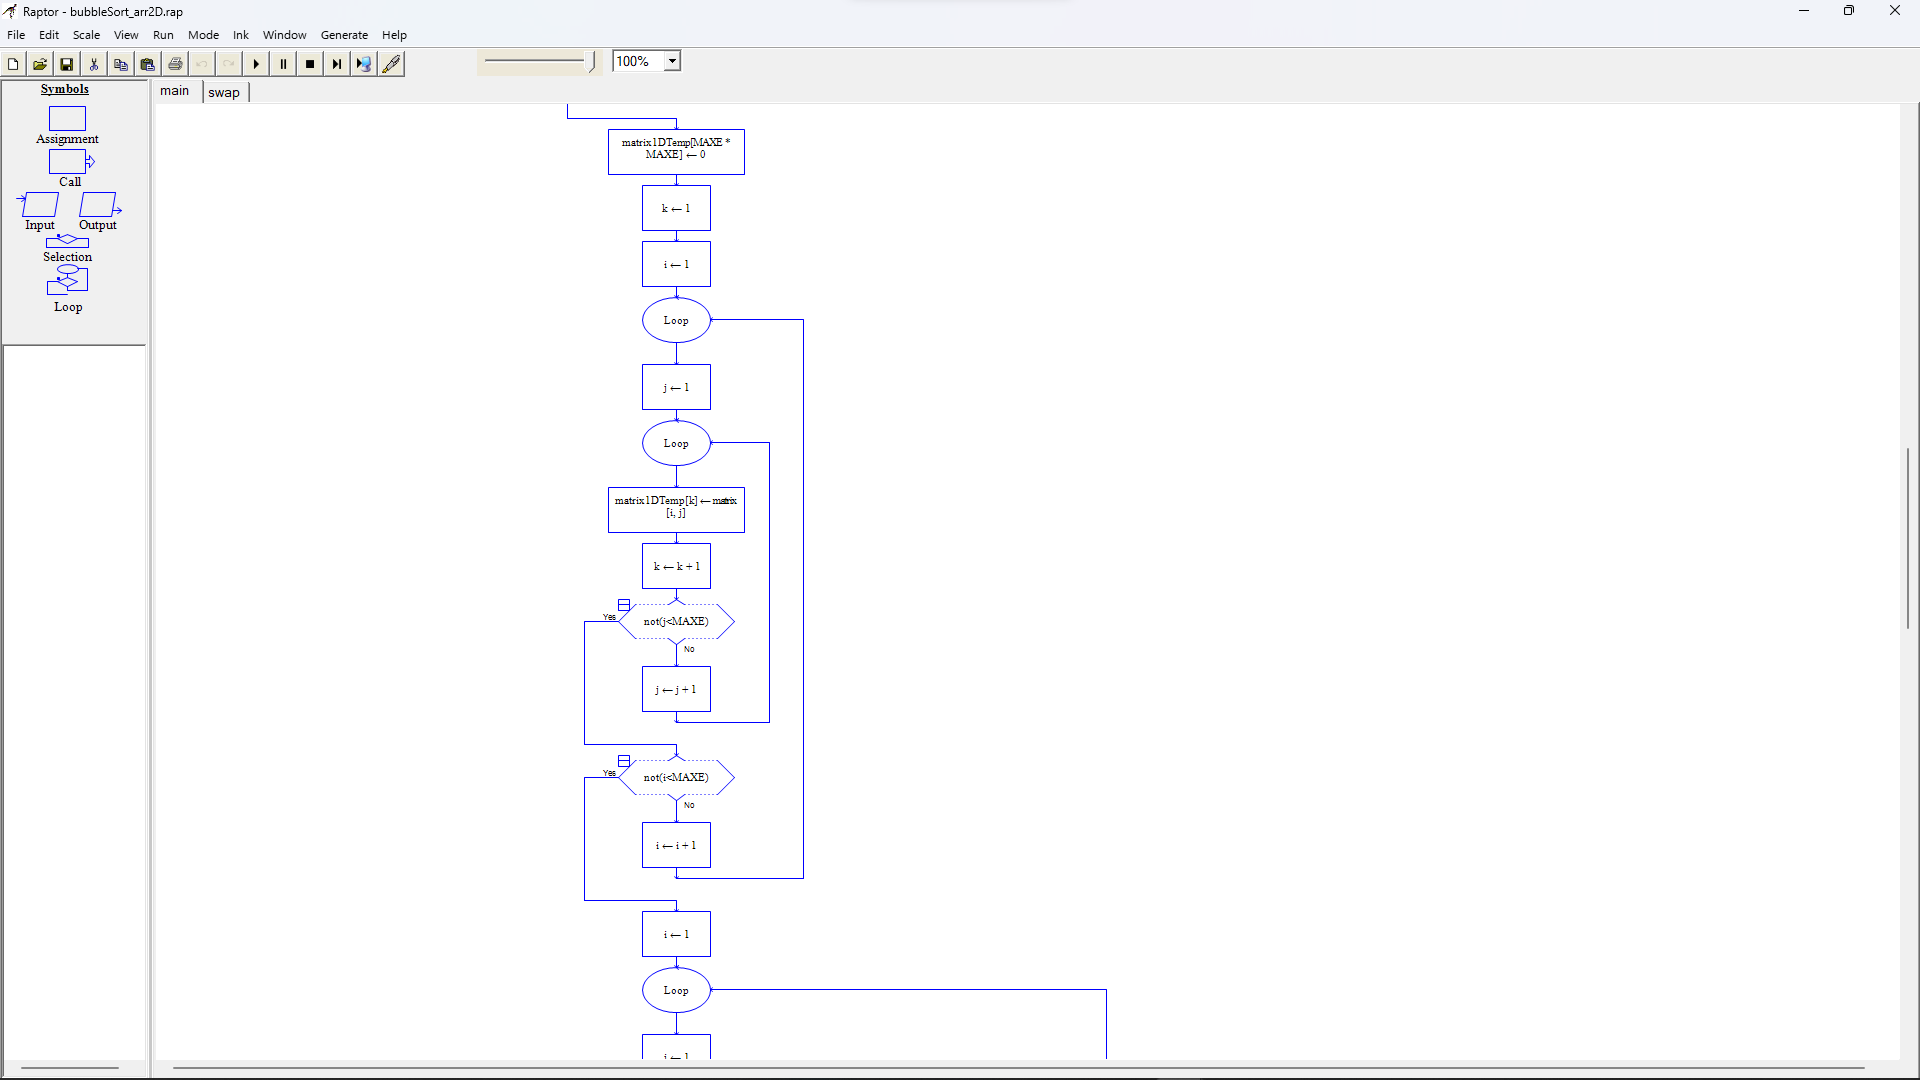 Raptor - bubbleSort_arr2D.rap
File Edit Scale View Run Mode Ink Window Generate Help
100%
Symbols
Assignment
Call
Input Output
Selection
Loop
main swap
matrix1DTemp[MAXE *
MAXE] ← 0
k ← 1
i ← 1
Loop
j ← 1
Loop
matrix1DTemp[k] ← matrix
[i, j]
k ← k + 1
Yes
not(j<MAXE)
No
j ← j + 1
Yes
not(i<MAXE)
No
i ← i + 1
i ← 1
Loop